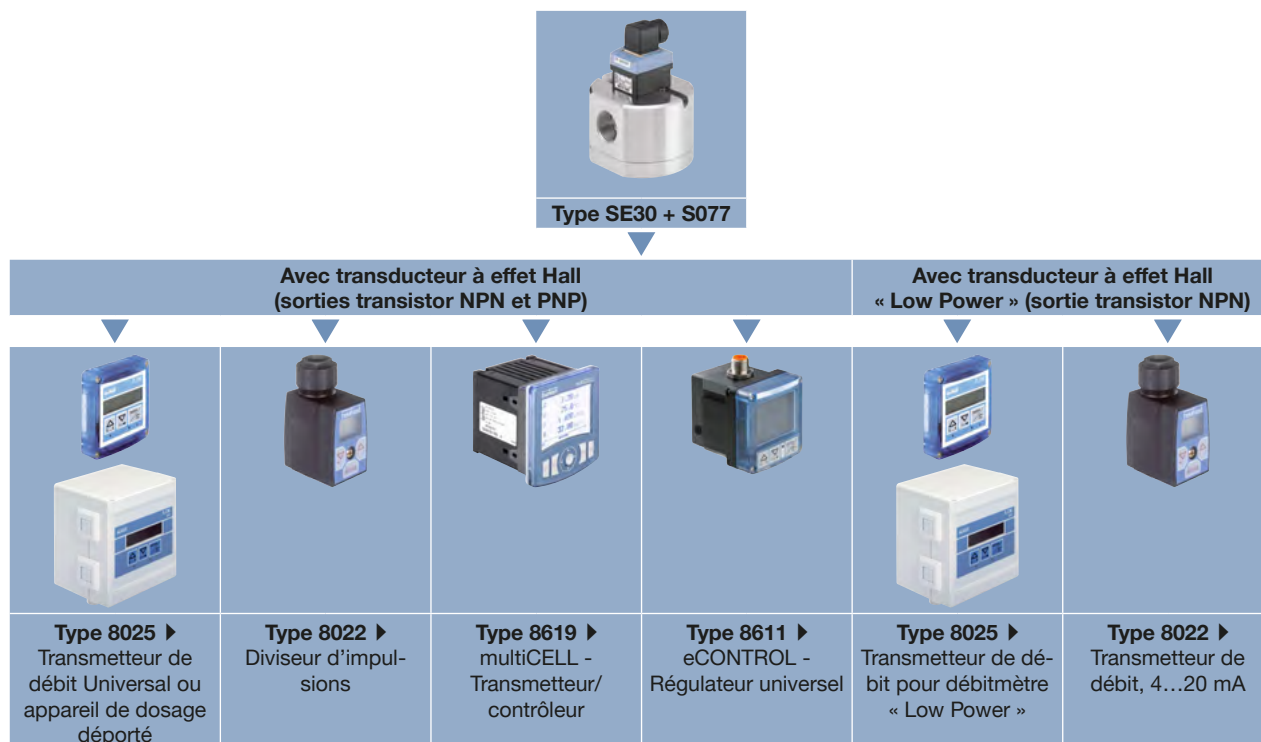 Type SE30 + S077
Avec transducteur à effet Hall
(sorties transistor NPN et PNP)
Avec transducteur à effet Hall
« Low Power » (sortie transistor NPN)
Type 8025
Transmetteur de
débit Universal ou
appareil de dosage
déporté
Type 8022
Diviseur d'impul-
sions
Type 8619
multiCELL -
Transmetteur/
contrôleur
Type 8611
eCONTROL -
Régulateur universel
Type 8025
Transmetteur de dé-
bit pour débitmètre
« Low Power »
Type 8022
Transmetteur de
débit, 4…20 mA